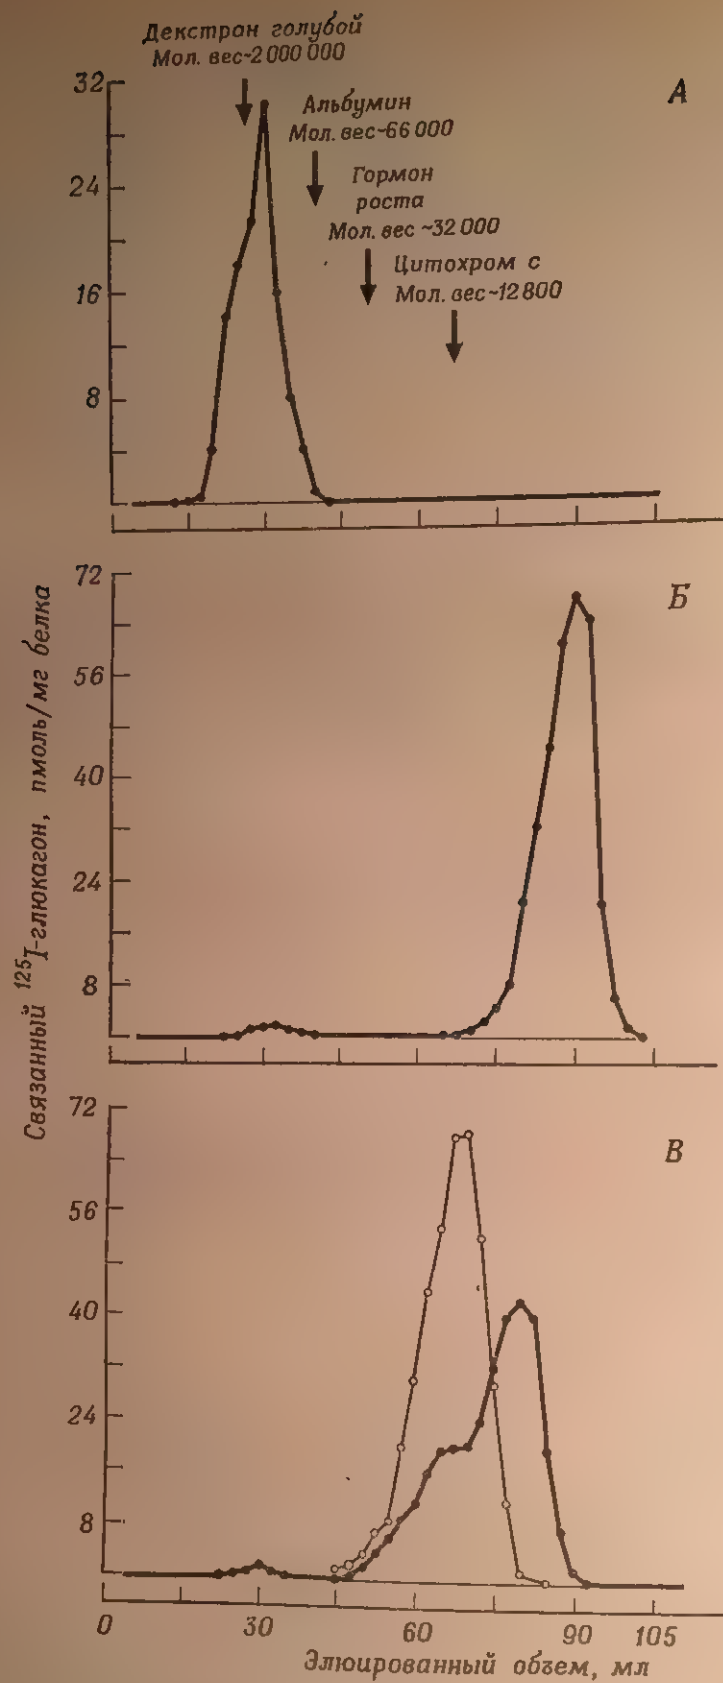 Декстран голубой
Мол. вес~2 000 000
Альбумин
Мол. вес~66 000
Гормон
роста
Мол. вес ~32 000
Цитохром с
Мол. вес~12 800
А
32
24
16
8
Б
72
56
40
24
8
В
72
56
40
24
8
0 30 60 90 105
Элюированный объем, мл
Связанный ¹²⁵I-глюкагон, пмоль/мг белка